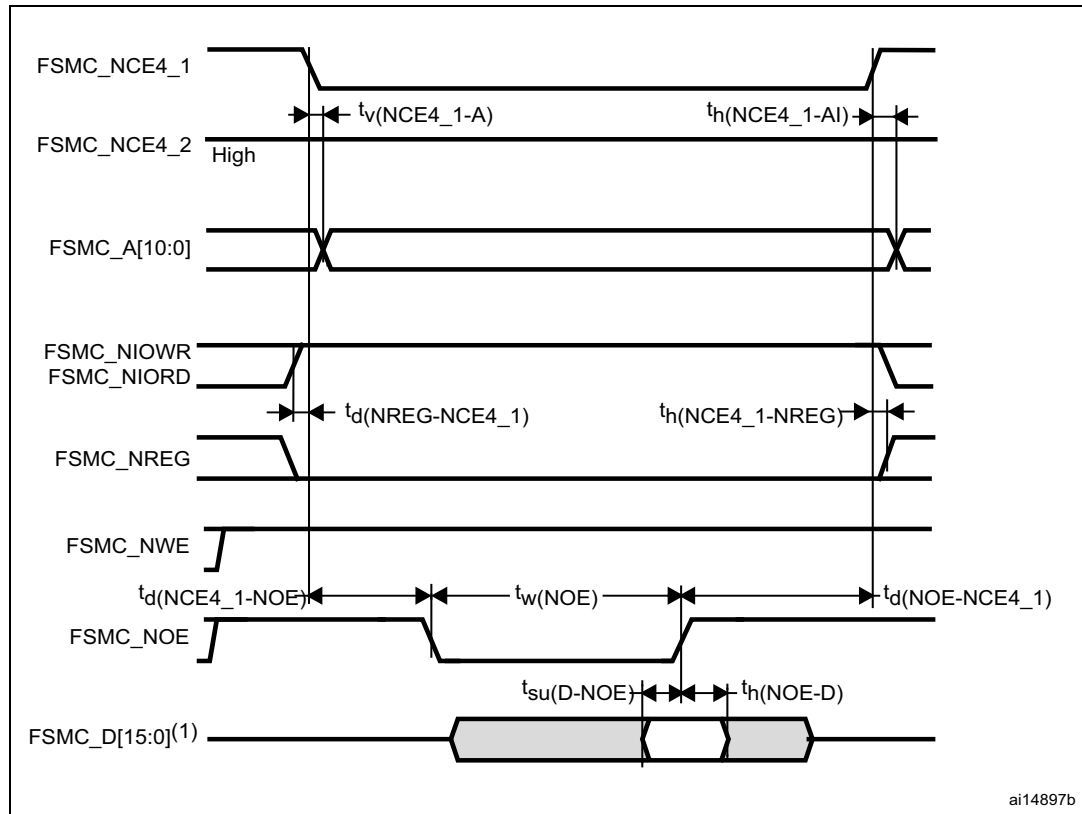 FSMC_NCE4_1
tv(NCE4_1-A)
th(NCE4_1-AI)
FSMC_NCE4_2
High
FSMC_A[10:0]
FSMC_NIOWR
FSMC_NIORD
td(NREG-NCE4_1)
th(NCE4_1-NREG)
FSMC_NREG
FSMC_NWE
td(NCE4_1-NOE)
tw(NOE)
td(NOE-NCE4_1)
FSMC_NOE
tsu(D-NOE)
th(NOE-D)
FSMC_D[15:0](1)
ai14897b